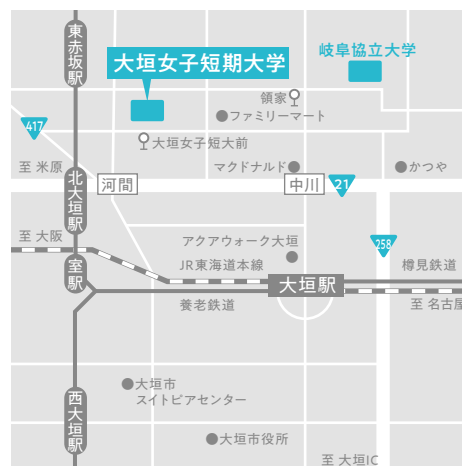 東赤坂駅
大垣女子短期大学
岐阜協立大学
領家
ファミリーマート
417
大垣女子短大前
至 米原
マクドナルド
かつや
北大垣駅
河間
中川
21
至 大阪
アクアウォーク大垣
258
室駅
JR東海道本線
樽見鉄道
大垣駅
養老鉄道
至 名古屋
大垣市
スイトピアセンター
西大垣駅
大垣市役所
至 大垣IC